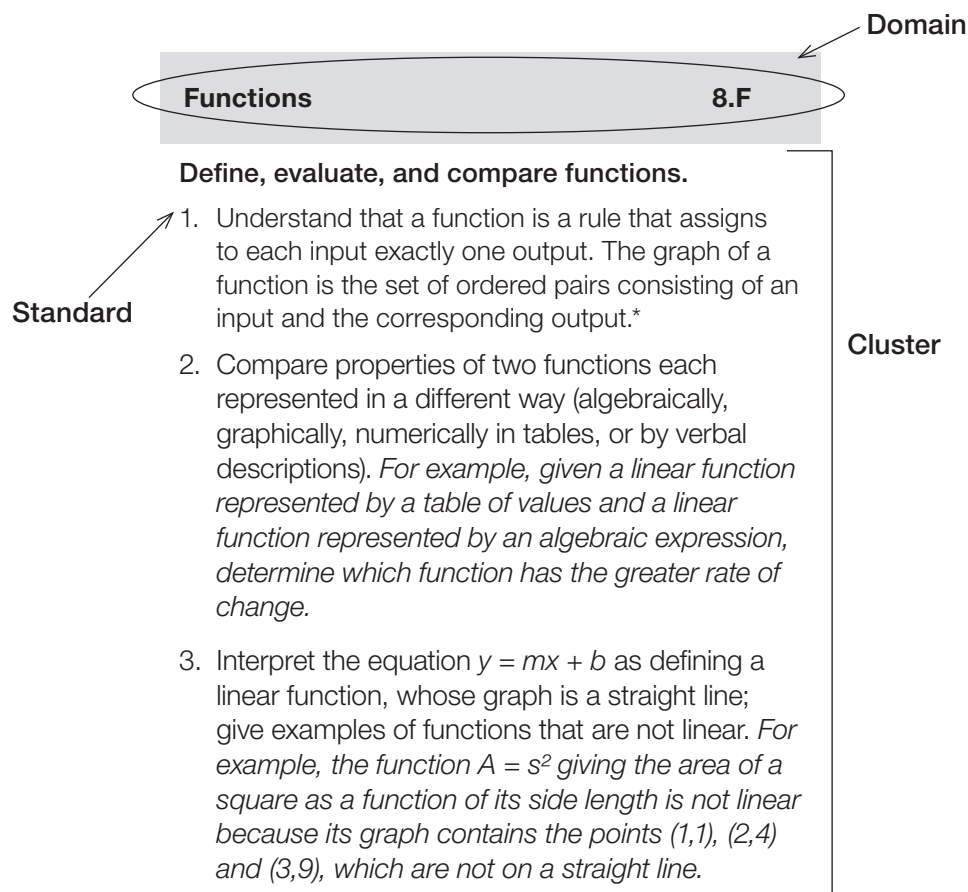 Domain
Functions 8.F
Define, evaluate, and compare functions.
1. Understand that a function is a rule that assigns
to each input exactly one output. The graph of a
function is the set of ordered pairs consisting of an
Standard
input and the corresponding output.*
Cluster
2. Compare properties of two functions each
represented in a different way (algebraically,
graphically, numerically in tables, or by verbal
descriptions). For example, given a linear function
represented by a table of values and a linear
function represented by an algebraic expression,
determine which function has the greater rate of
change.
3. Interpret the equation y = mx + b as defining a
linear function, whose graph is a straight line;
give examples of functions that are not linear. For
example, the function A = s² giving the area of a
square as a function of its side length is not linear
because its graph contains the points (1,1), (2,4)
and (3,9), which are not on a straight line.